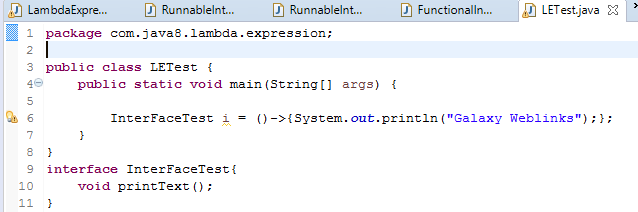 LambdaExpre... RunnableInt... RunnableInt... FunctionalIn... LETest.java
1 package com.java8.lambda.expression;
2
3 public class LETest {
4 public static void main(String[] args) {
5
6 InterFaceTest i = ()->{System.out.println("Galaxy Weblinks");};
7 }
8 }
9 interface InterFaceTest{
10 void printText();
11 }